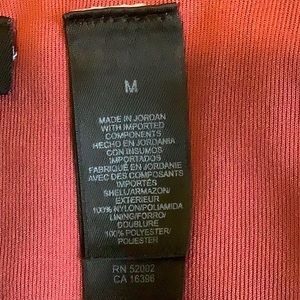 M
MADE IN JORDAN
WITH IMPORTED
COMPONENTS
HECHO EN JORDANIA
CON INSUMOS
IMPORTADOS
FABRIQUÉ EN JORDANIE
AVEC DES COMPOSANTS
IMPORTÉS
SHELL/ARMAZON/
EXTERIEUR
100% NYLON/POLIAMIDA
LINING/FORRO/
DOUBLURE
100% POLYESTER/
POLIESTER
RN 52002
CA 16396